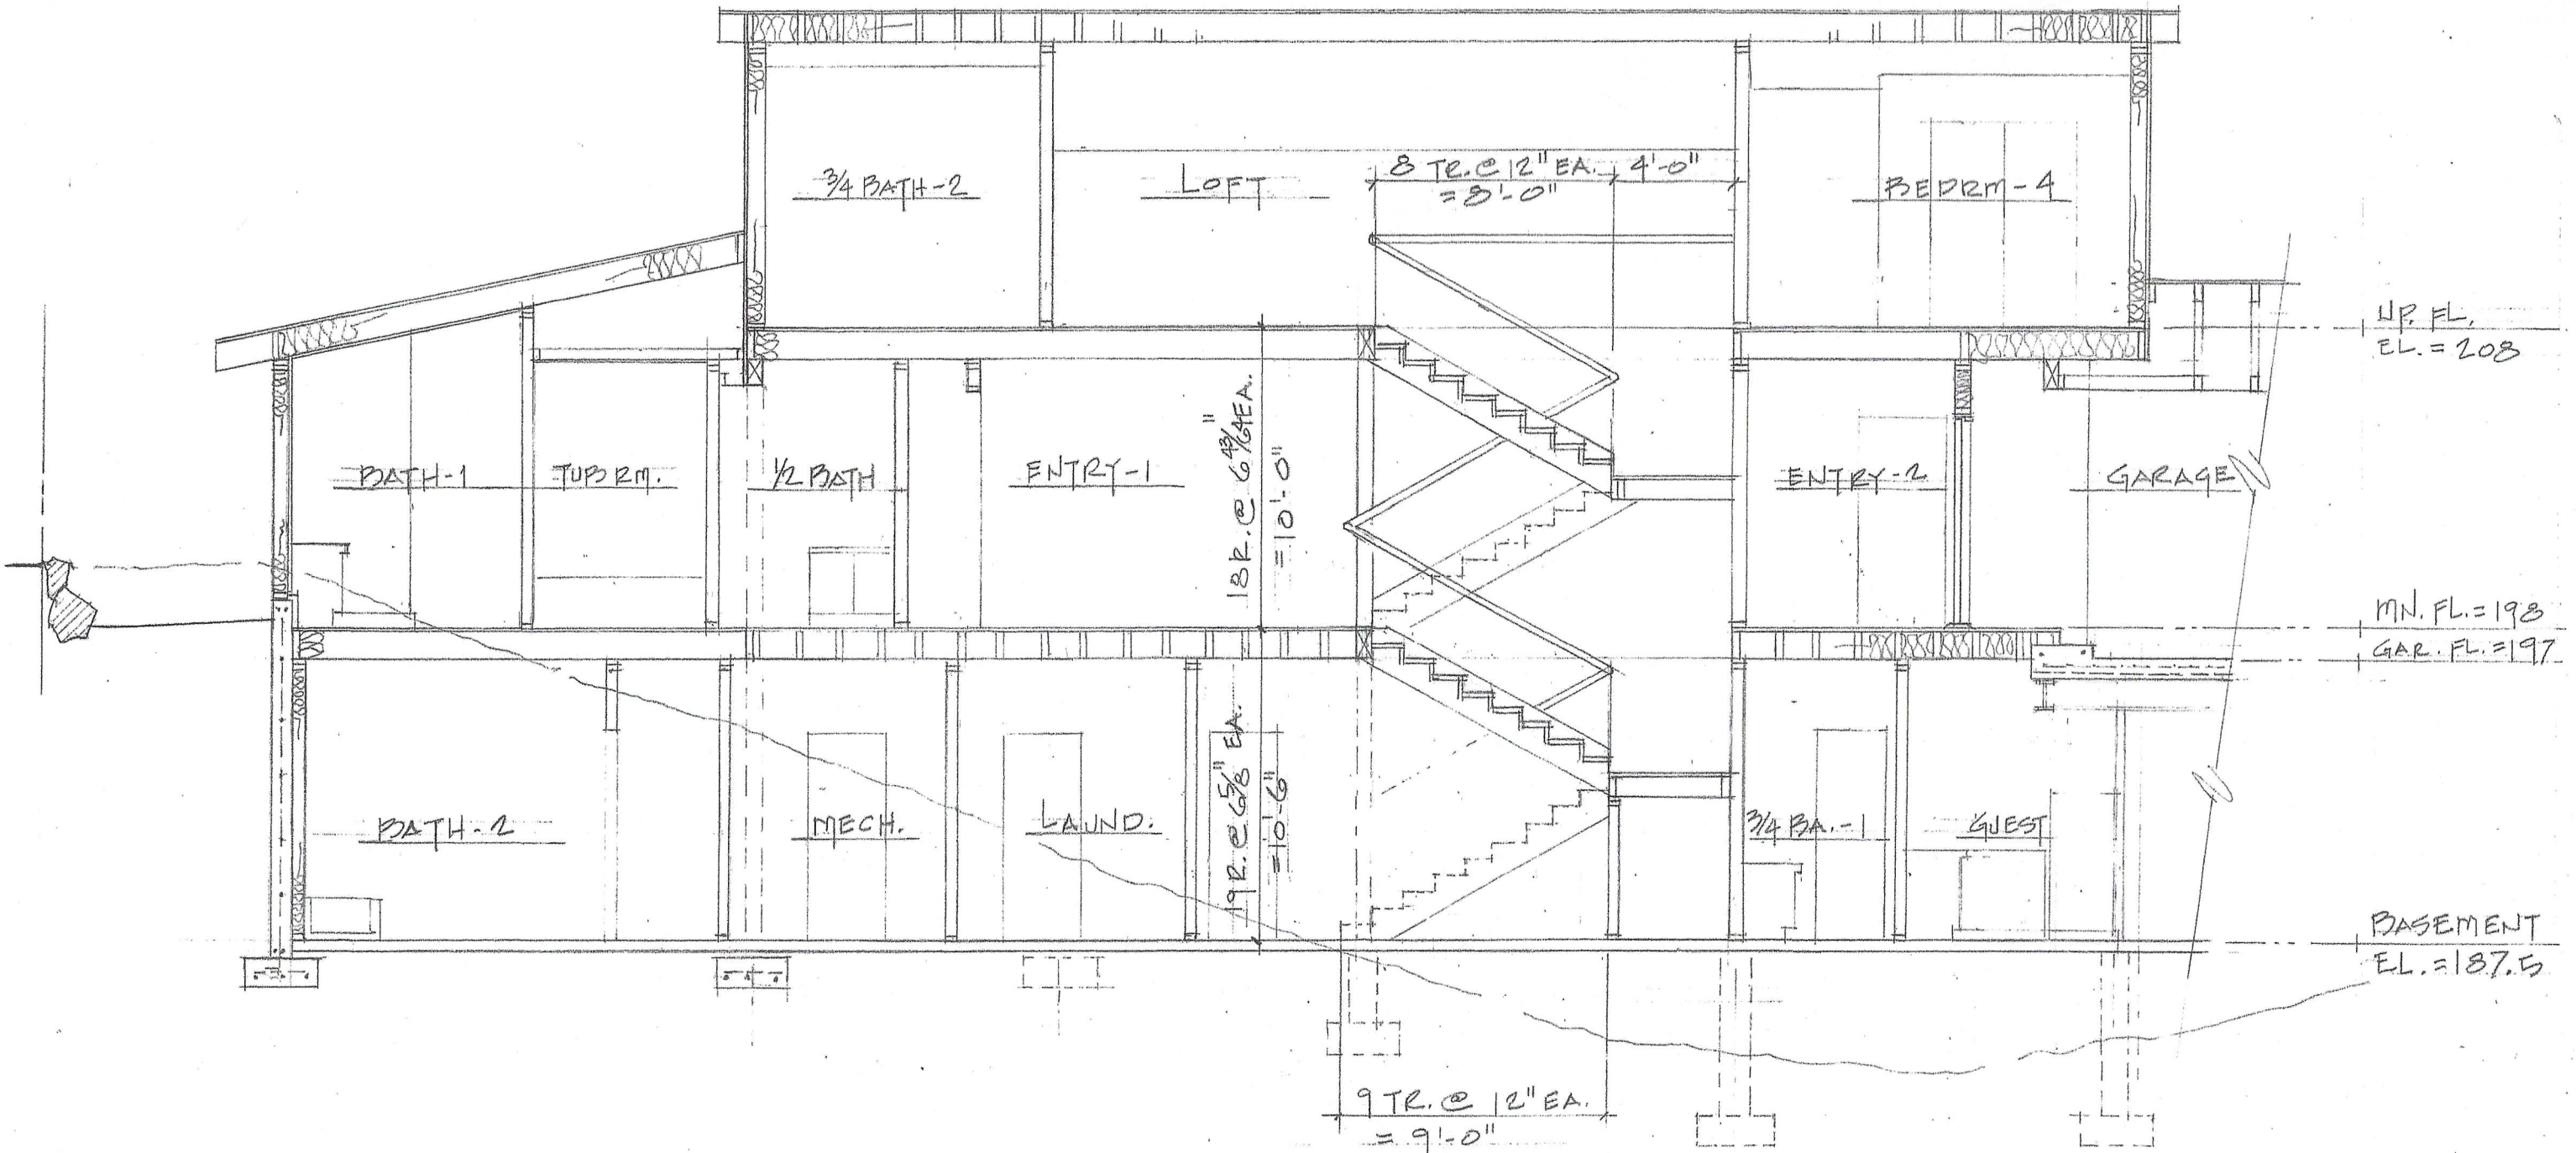 8 TR. @ 12" EA. 4'-0"
= 8'-0"
3/4 BATH-2
LOFT
BEDRM-4
UP. FL.
EL. = 208
BATH-1
TUB RM.
1/2 BATH
ENTRY-1
18 R. @ 6 43/64" EA.
= 10'-0"
ENTRY-2
GARAGE
MN. FL. = 198
GAR. FL. = 197
BATH-2
MECH.
LAUND.
19 R. @ 6 5/8" EA.
= 10'-6"
3/4 BA.-1
GUEST
BASEMENT
EL. = 187.5
9 TR. @ 12" EA.
= 9'-0"